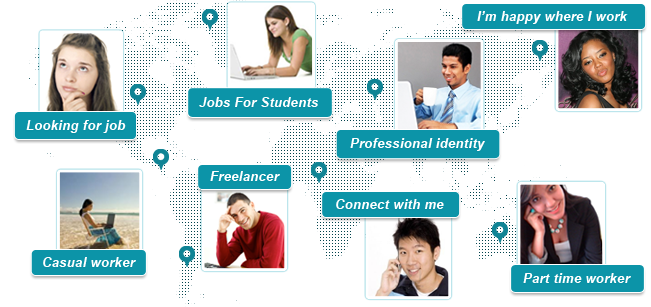 I'm happy where I work
Jobs For Students
Looking for job
Professional identity
Freelancer
Connect with me
Casual worker
Part time worker